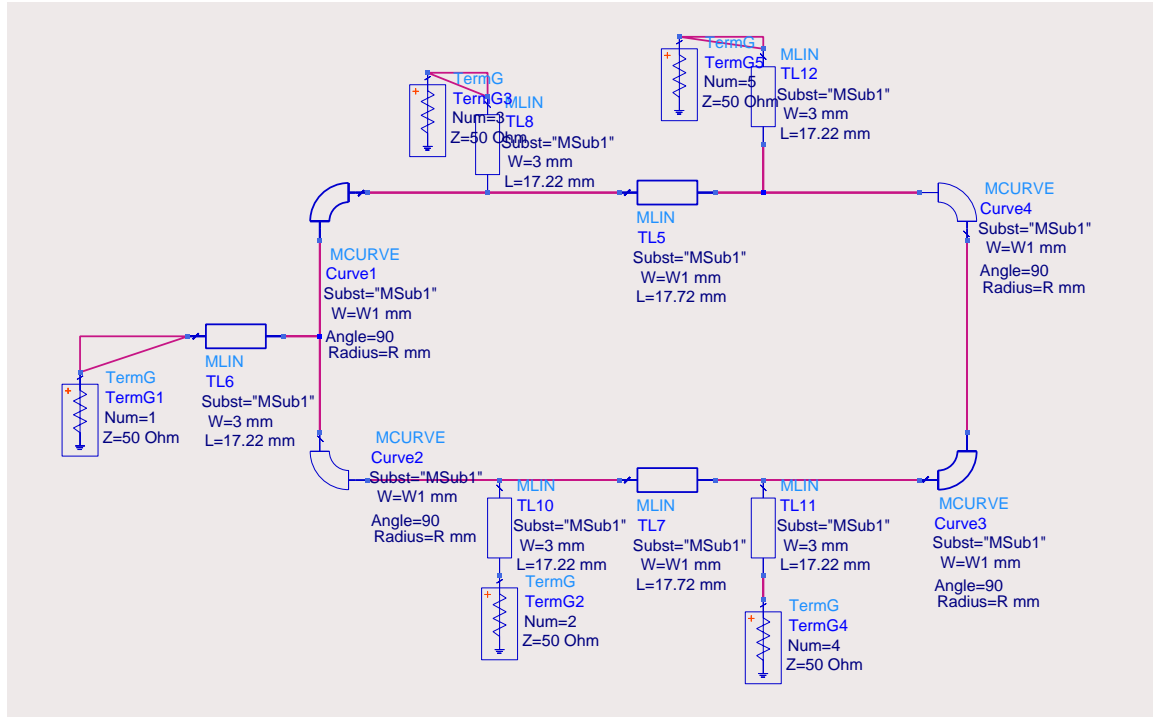 TermG
TermG5
Num=5
Z=50 Ohm
MLIN
TL12
Subst="MSub1"
W=3 mm
L=17.22 mm
TermG
TermG3
Num=3
Z=50 Ohm
MLIN
TL8
Subst="MSub1"
W=3 mm
L=17.22 mm
MLIN
TL5
Subst="MSub1"
W=W1 mm
L=17.72 mm
MCURVE
Curve4
Subst="MSub1"
W=W1 mm
Angle=90
Radius=R mm
MCURVE
Curve1
Subst="MSub1"
W=W1 mm
Angle=90
Radius=R mm
MLIN
TL6
Subst="MSub1"
W=3 mm
L=17.22 mm
TermG
TermG1
Num=1
Z=50 Ohm
MCURVE
Curve2
Subst="MSub1"
W=W1 mm
Angle=90
Radius=R mm
MLIN
TL10
Subst="MSub1"
W=3 mm
L=17.22 mm
MLIN
TL7
Subst="MSub1"
W=W1 mm
L=17.72 mm
MLIN
TL11
Subst="MSub1"
W=3 mm
L=17.22 mm
MCURVE
Curve3
Subst="MSub1"
W=W1 mm
Angle=90
Radius=R mm
TermG
TermG2
Num=2
Z=50 Ohm
TermG
TermG4
Num=4
Z=50 Ohm